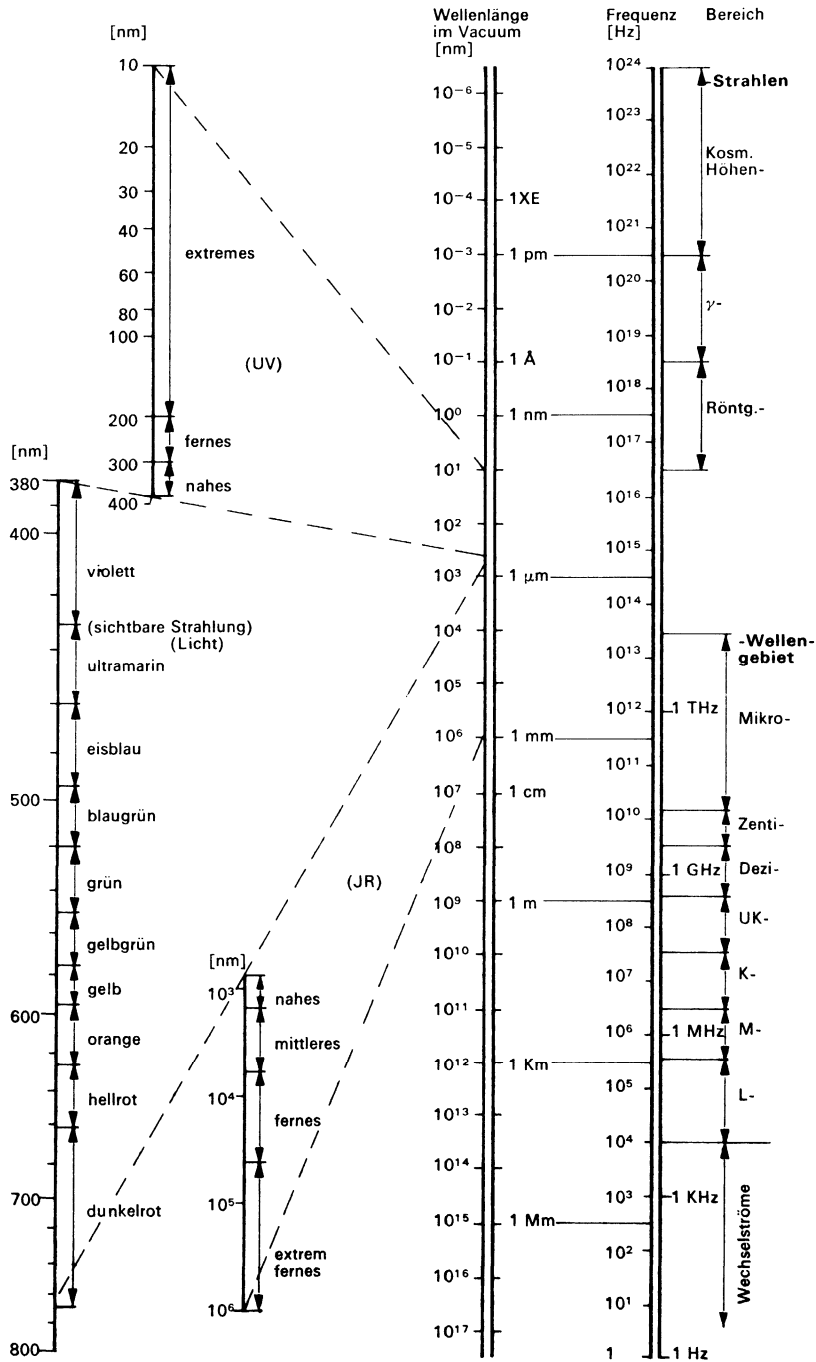 [nm]
10
20
30
40
60
80
100
200
300
400
extremes
(UV)
fernes
nahes
[nm]
380
400
500
600
700
800
violett
(sichtbare Strahlung)
(Licht)
ultramarin
eisblau
blaugrün
grün
gelbgrün
gelb
orange
hellrot
dunkelrot
(JR)
[nm]
10³
10⁴
10⁵
10⁶
nahes
mittleres
fernes
extrem
fernes
Wellenlänge
im Vacuum
[nm]
10⁻⁶
10⁻⁵
10⁻⁴ 1XE
10⁻³ 1 pm
10⁻²
10⁻¹ 1 Å
10⁰ 1 nm
10¹
10²
10³ 1 μm
10⁴
10⁵
10⁶ 1 mm
10⁷ 1 cm
10⁸
10⁹ 1 m
10¹⁰
10¹¹
10¹² 1 Km
10¹³
10¹⁴
10¹⁵ 1 Mm
10¹⁶
10¹⁷
Frequenz
[Hz]
10²⁴
10²³
10²²
10²¹
10²⁰
10¹⁹
10¹⁸
10¹⁷
10¹⁶
10¹⁵
10¹⁴
10¹³
10¹² 1 THz
10¹¹
10¹⁰
10⁹ 1 GHz
10⁸
10⁷
10⁶ 1 MHz
10⁵
10⁴
10³ 1 KHz
10²
10¹
1 1 Hz
Bereich
-Strahlen
Kosm.
Höhen-
γ-
Röntg.-
-Wellen-
gebiet
Mikro-
Zenti-
Dezi-
UK-
K-
M-
L-
Wechselströme